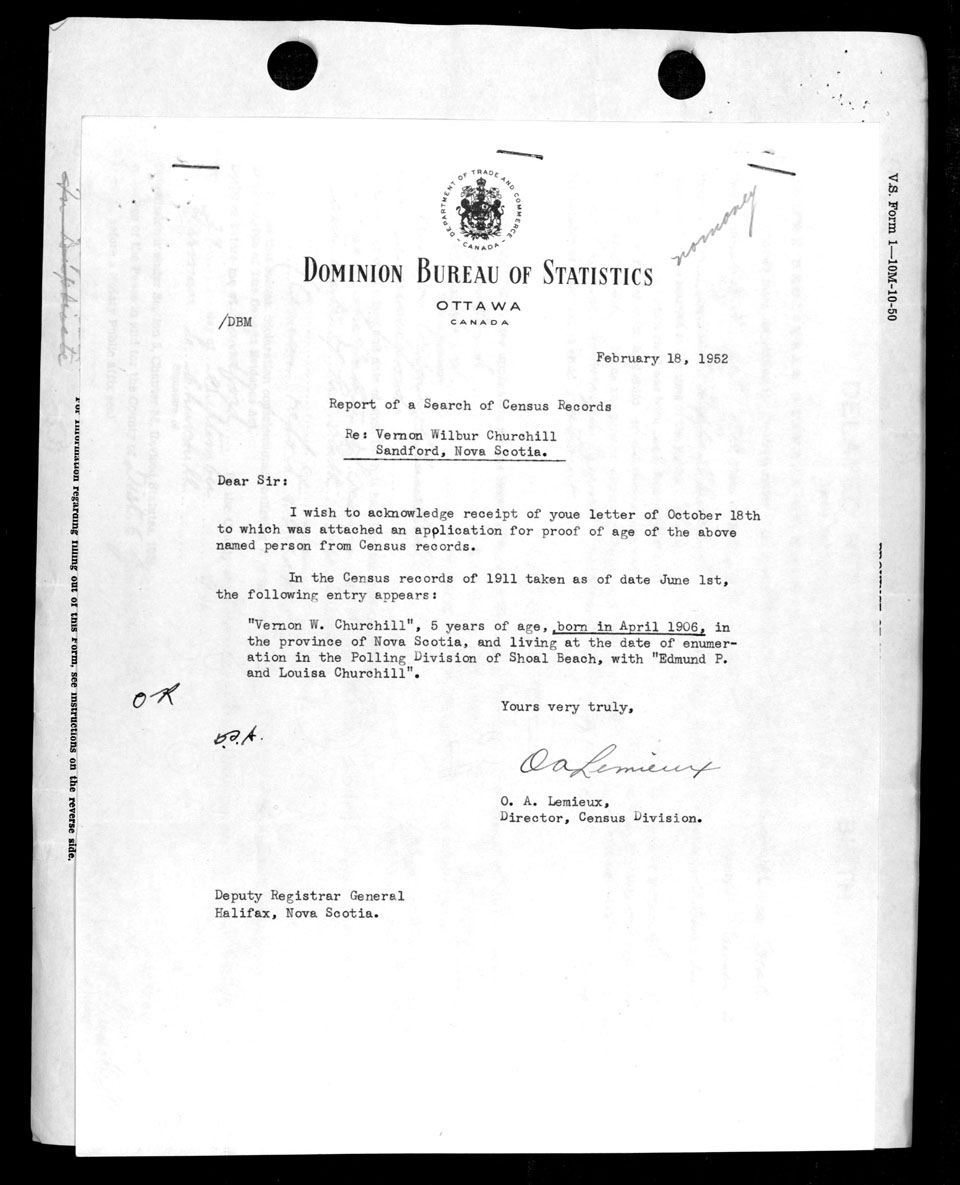 V.S. Form 1—10M-10-50
In duplicate
For information regarding filling out of this Form, see instructions on the reverse side.
DEPARTMENT OF TRADE AND COMMERCE
- CANADA -
no money
DOMINION BUREAU OF STATISTICS
OTTAWA
CANADA
/DBM
February 18, 1952
Report of a Search of Census Records
Re: Vernon Wilbur Churchill
Sandford, Nova Scotia.
Dear Sir:
I wish to acknowledge receipt of youe letter of October 18th
to which was attached an application for proof of age of the above
named person from Census records.
In the Census records of 1911 taken as of date June 1st,
the following entry appears:
"Vernon W. Churchill", 5 years of age, born in April 1906, in
the province of Nova Scotia, and living at the date of enumer-
ation in the Polling Division of Shoal Beach, with "Edmund P.
and Louisa Churchill".
OK
Yours very truly,
OALemieux
O. A. Lemieux,
Director, Census Division.
Deputy Registrar General
Halifax, Nova Scotia.